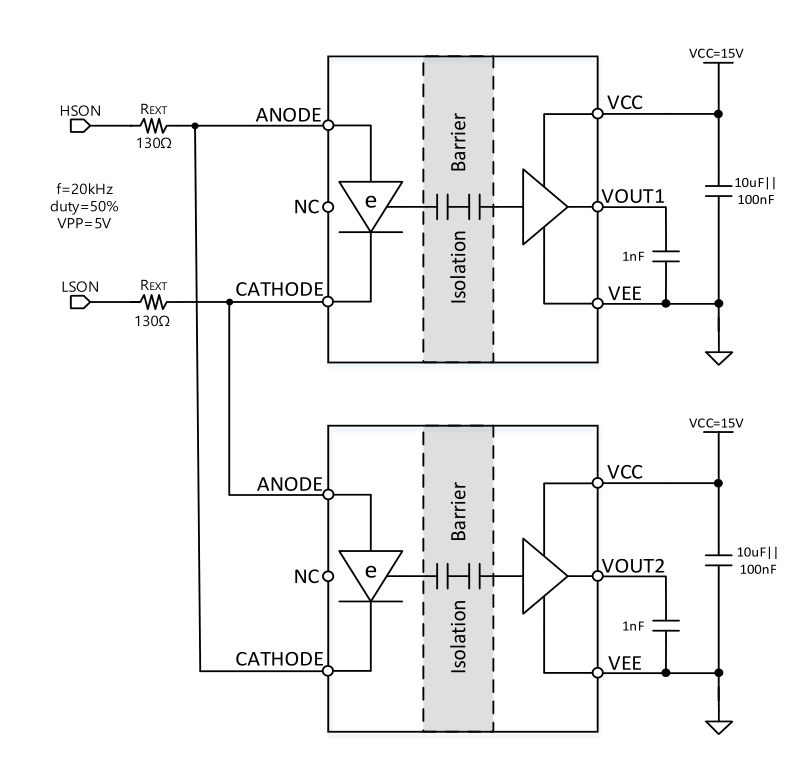 VCC=15V
HSON
REXT
130Ω
ANODE
VCC
Barrier
f=20kHz
duty=50%
VPP=5V
NC
e
VOUT1
10uF||
100nF
1nF
Isolation
LSON
REXT
130Ω
CATHODE
VEE
VCC=15V
ANODE
VCC
Barrier
NC
e
VOUT2
10uF||
100nF
1nF
Isolation
CATHODE
VEE